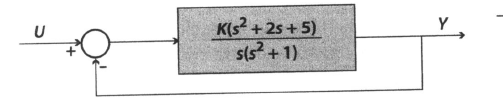 U
Y
K(s² + 2s + 5)
s(s² + 1)
+
-